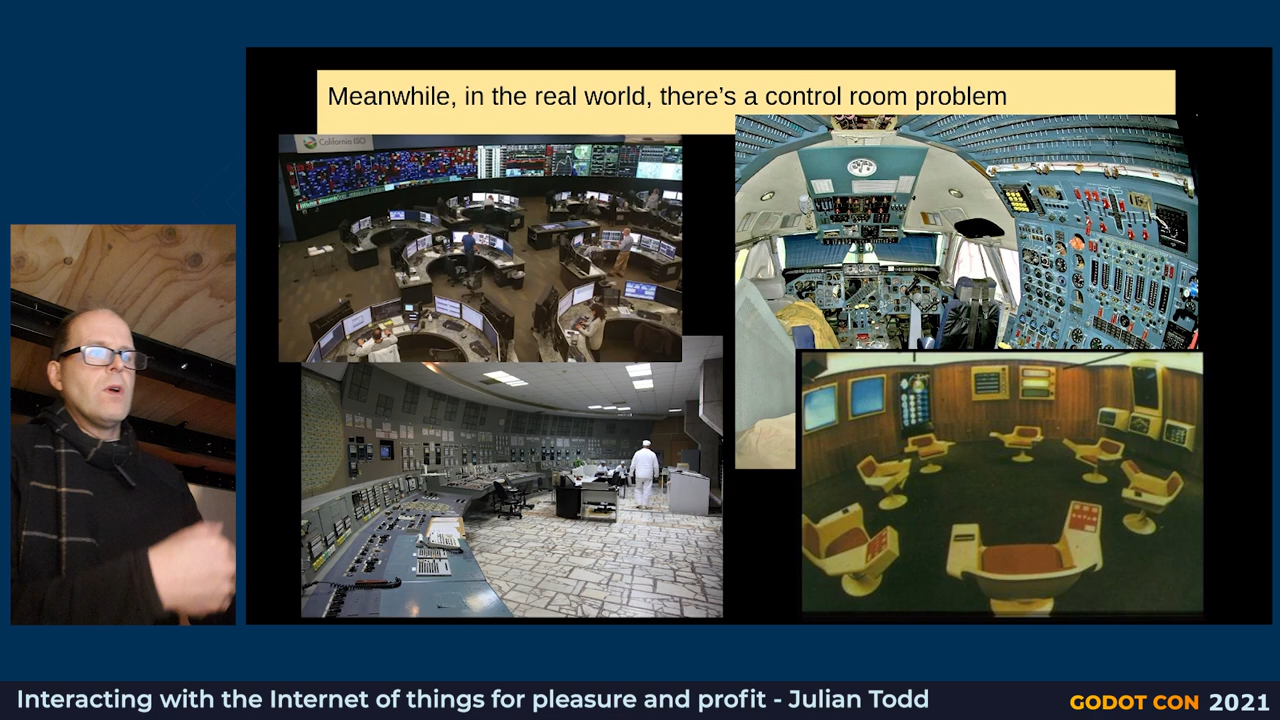 Meanwhile, in the real world, there's a control room problem
California ISO
Interacting with the Internet of things for pleasure and profit - Julian Todd
GODOT CON 2021